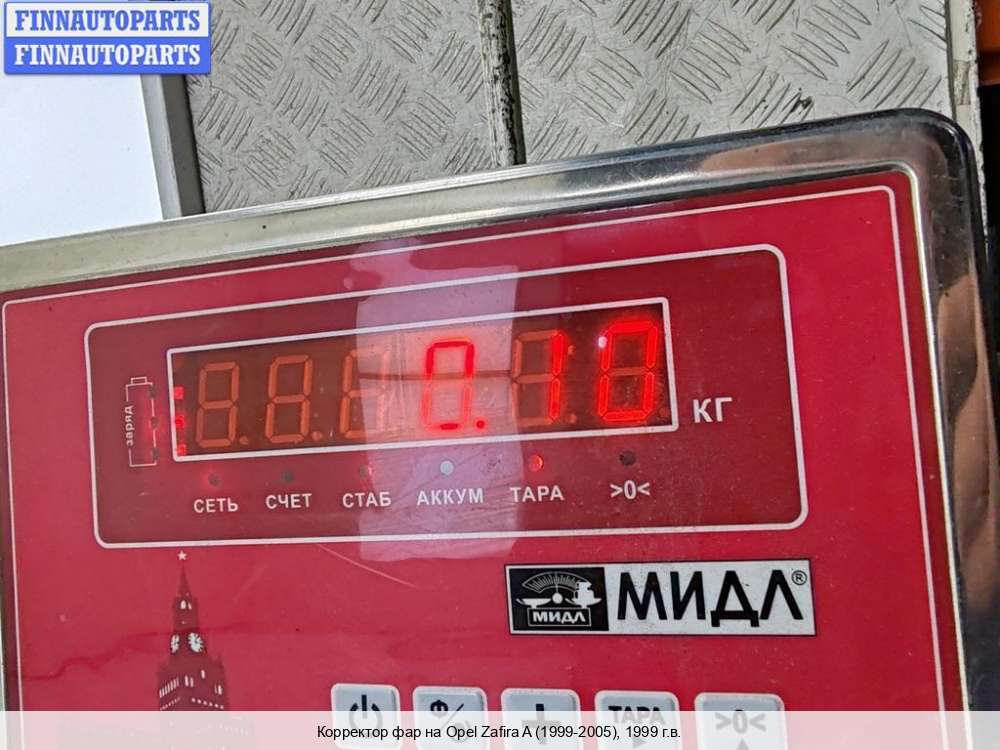 FINNAUTOPARTS
FINNAUTOPARTS
заряд
0.10
КГ
СЕТЬ СЧЕТ СТАБ АККУМ ТАРА >0<
МИДЛ
МИДЛ®
ТАРА >0<
Корректор фар на Opel Zafira A (1999-2005), 1999 г.в.